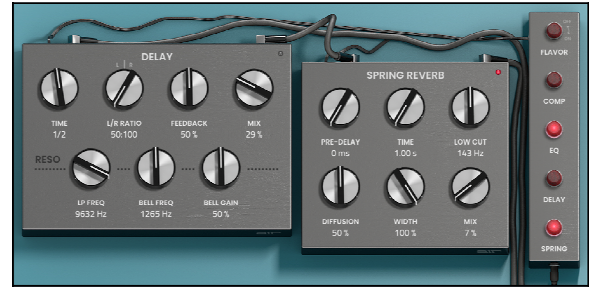 DELAY
L | R
TIME L/R RATIO FEEDBACK MIX
1/2 50:100 50 % 29 %
RESO
LP FREQ BELL FREQ BELL GAIN
9632 Hz 1265 Hz 50 %
SPRING REVERB
PRE-DELAY TIME LOW CUT
0 ms 1.00 s 143 Hz
DIFFUSION WIDTH MIX
50 % 100 % 7 %
FLAVOR
COMP
EQ
DELAY
SPRING